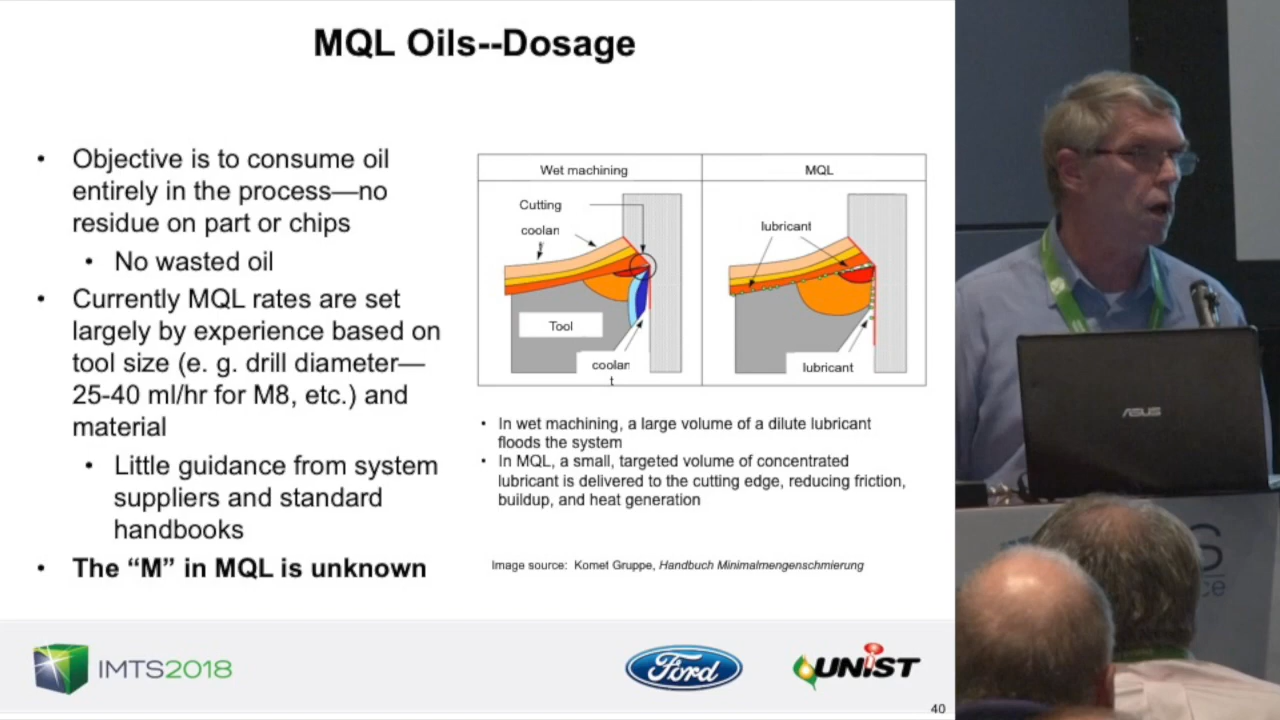 MQL Oils--Dosage
• Objective is to consume oil
entirely in the process—no
residue on part or chips
• No wasted oil
• Currently MQL rates are set
largely by experience based on
tool size (e. g. drill diameter—
25-40 ml/hr for M8, etc.) and
material
• Little guidance from system
suppliers and standard
handbooks
• The “M” in MQL is unknown
Wet machining
MQL
Cutting
coolan
t
Tool
coolan
t
lubricant
lubricant
• In wet machining, a large volume of a dilute lubricant
floods the system
• In MQL, a small, targeted volume of concentrated
lubricant is delivered to the cutting edge, reducing friction,
buildup, and heat generation
Image source: Komet Gruppe, Handbuch Minimalmengenschmierung
IMTS2018
Ford
UNIST
40
ASUS